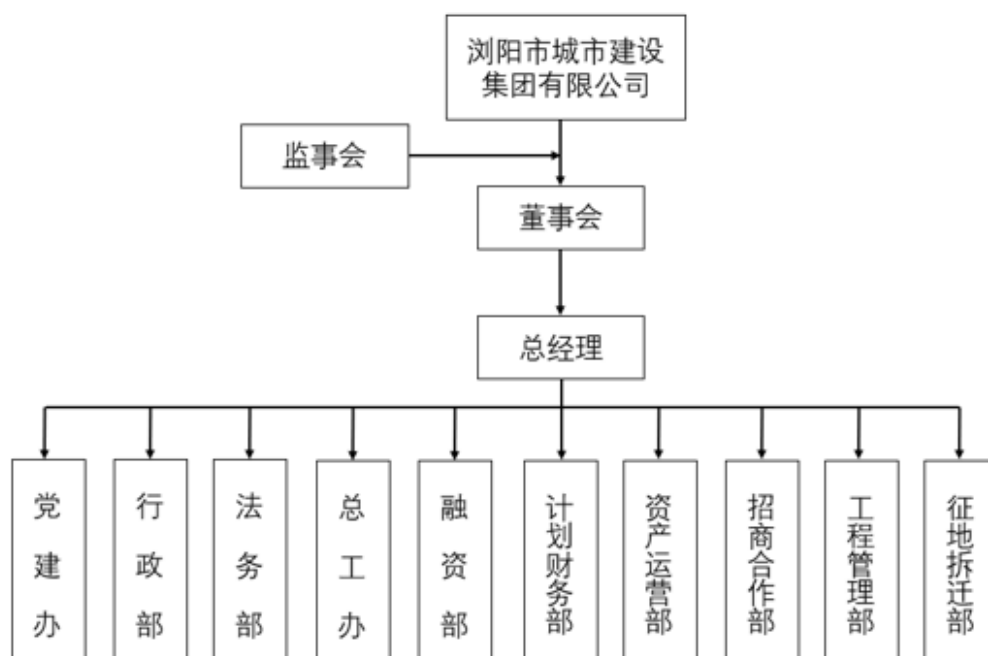 浏阳市城市建设
集团有限公司
监事会
董事会
总经理
党建办
行政部
法务部
总工办
融资部
计划财务部
资产运营部
招商合作部
工程管理部
征地拆迁部